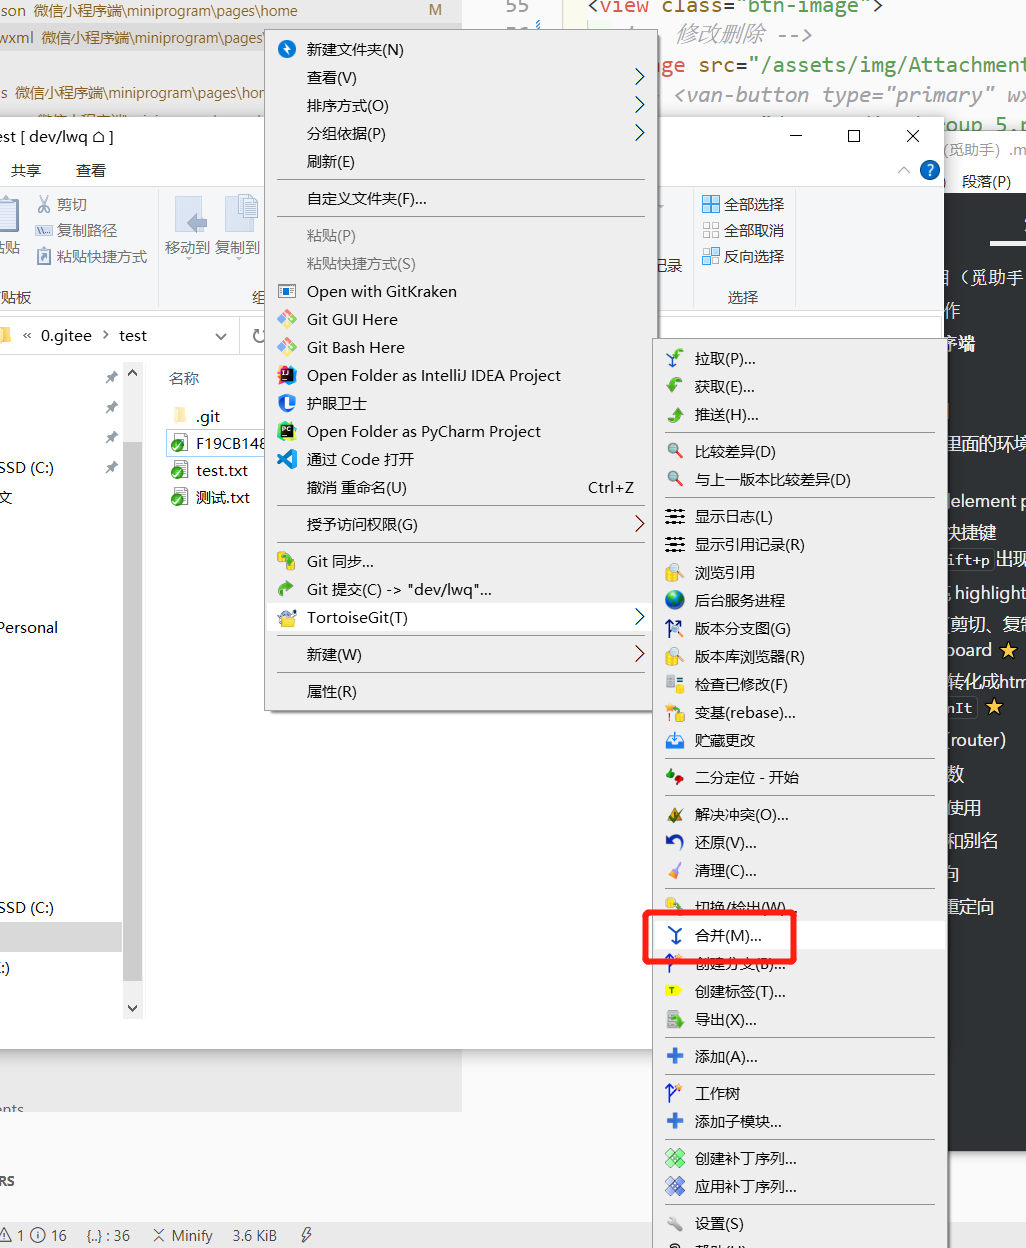 son 微信小程序端\miniprogram\pages\home M
wxml 微信小程序端\miniprogram\pages\
s 微信小程序端\miniprogram\pages\hor
55 <view class="btn-image">
修改删除 -->
ge src="/assets/img/Attachment
<van-button type="primary" wx
oup 5.p
est [ dev/lwq ]
共享 查看
剪切
复制路径
粘贴快捷方式
粘贴
贴板
移动到 复制到
组
记录
全部选择
全部取消
反向选择
选择
« 0.gitee > test
名称
.git
F19CB148
test.txt
测试.txt
SSD (C:)
文
Personal
SSD (C:)
:)
新建文件夹(N)
查看(V)
排序方式(O)
分组依据(P)
刷新(E)
自定义文件夹(F)...
粘贴(P)
粘贴快捷方式(S)
Open with GitKraken
Git GUI Here
Git Bash Here
Open Folder as IntelliJ IDEA Project
护眼卫士
Open Folder as PyCharm Project
通过 Code 打开
撤消 重命名(U) Ctrl+Z
授予访问权限(G)
Git 同步...
Git 提交(C) -> "dev/lwq"...
TortoiseGit(T)
新建(W)
属性(R)
拉取(P)...
获取(E)...
推送(H)...
比较差异(D)
与上一版本比较差异(D)
显示日志(L)
显示引用记录(R)
浏览引用
后台服务进程
版本分支图(G)
版本库浏览器(R)
检查已修改(F)
变基(rebase)...
贮藏更改
二分定位 - 开始
解决冲突(O)...
还原(V)...
清理(C)...
切换/检出(W)...
合并(M)...
创建分支(B)...
创建标签(T)...
导出(X)...
添加(A)...
工作树
添加子模块...
创建补丁序列...
应用补丁序列...
设置(S)
(觅助手) .m
段落(P)
目（觅助手
作
序端
里面的环境
element p
快捷键
ift+p 出现
highlight
剪切、复制
board
转化成htm
nIt
router)
数
使用
和别名
向
重定向
ents
RS
1 16 {..} : 36 Minify 3.6 KiB